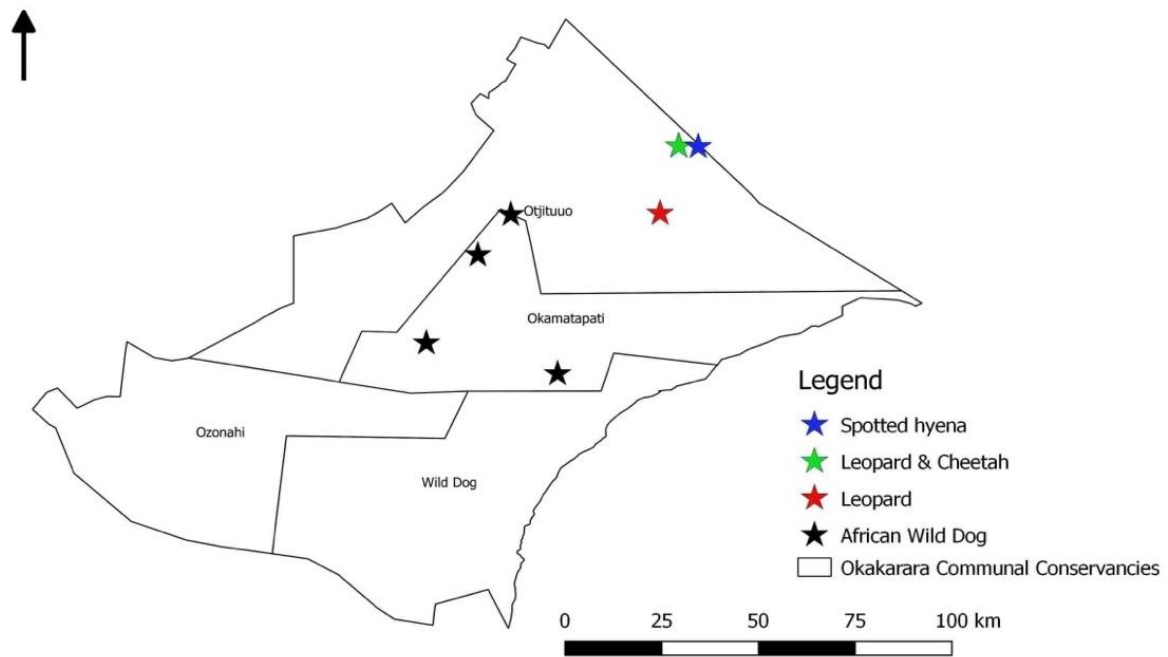 Otjituuo
Okamatapati
Ozonahi
Wild Dog
Legend
Spotted hyena
Leopard & Cheetah
Leopard
African Wild Dog
Okakarara Communal Conservancies
0 25 50 75 100 km